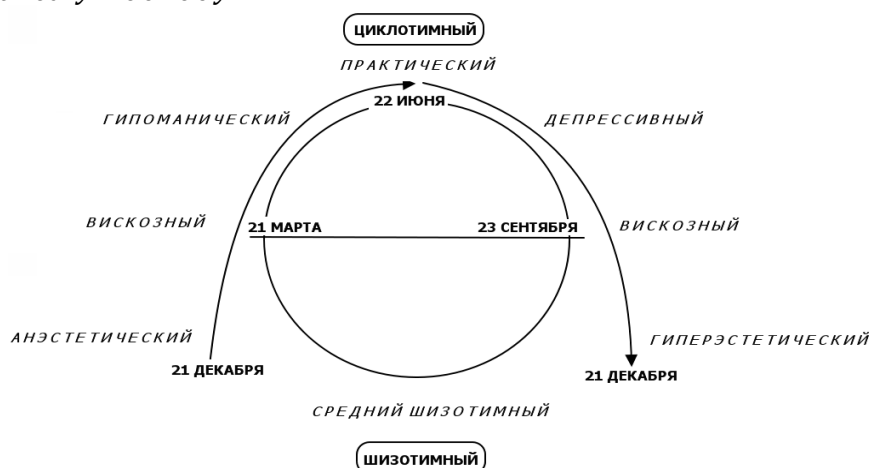 ЦИКЛОТИМНЫЙ
ПРАКТИЧЕСКИЙ
22 ИЮНЯ
ГИПОМАНИЧЕСКИЙ
ДЕПРЕССИВНЫЙ
ВИСКОЗНЫЙ
21 МАРТА
23 СЕНТЯБРЯ
ВИСКОЗНЫЙ
АНЭСТЕТИЧЕСКИЙ
ГИПЕРЭСТЕТИЧЕСКИЙ
21 ДЕКАБРЯ
21 ДЕКАБРЯ
СРЕДНИЙ ШИЗОТИМНЫЙ
ШИЗОТИМНЫЙ